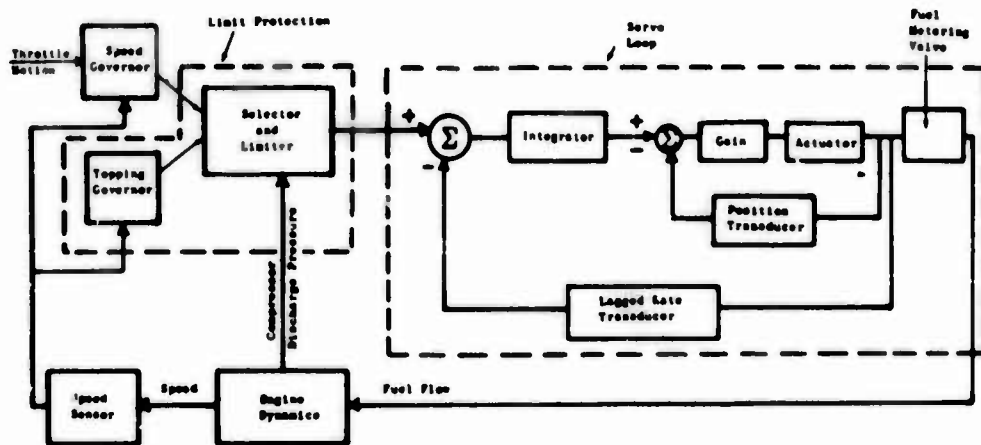 Limit Protection
Servo
Loop
Fuel
Metering
Valve
Throttle
Motion
Speed
Governor
Selector
and
Limiter
+
Σ
-
Integrator
+
-
Σ
Gain
Actuator
Topping
Governor
Position
Transducer
Compressor
Discharge Pressure
Lagged Rate
Transducer
Speed
Sensor
Speed
Engine
Dynamics
Fuel Flow